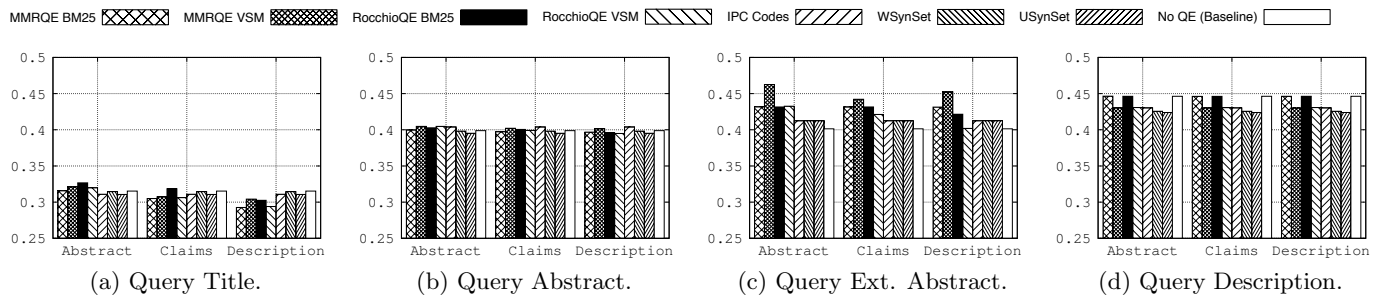 MMRQE BM25 MMRQE VSM RocchioQE BM25 RocchioQE VSM IPC Codes WSynSet USynSet No QE (Baseline)
0.5 0.5 0.5 0.5
0.45 0.45 0.45 0.45
0.4 0.4 0.4 0.4
0.35 0.35 0.35 0.35
0.3 0.3 0.3 0.3
0.25 0.25 0.25 0.25
Abstract Claims Description Abstract Claims Description Abstract Claims Description Abstract Claims Description
(a) Query Title. (b) Query Abstract. (c) Query Ext. Abstract. (d) Query Description.